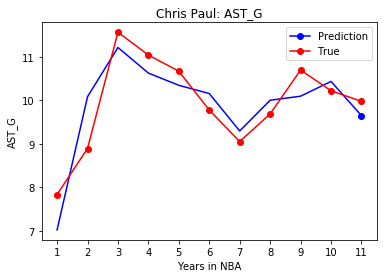 Chris Paul: AST_G
Prediction
True
AST_G
11
10
9
8
7
1 2 3 4 5 6 7 8 9 10 11
Years in NBA